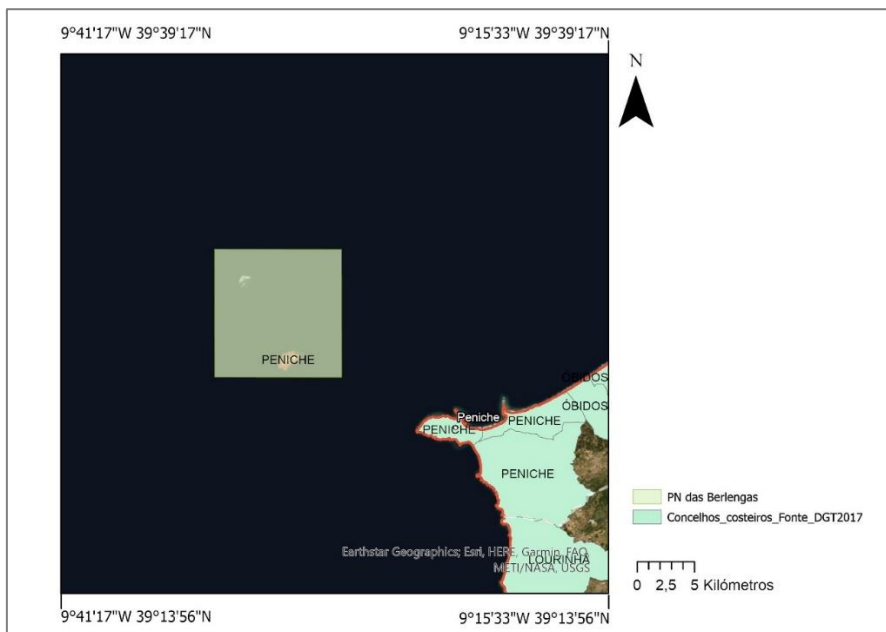 9°41'17"W 39°39'17"N
9°15'33"W 39°39'17"N
N
PENICHE
ÓBIDOS
ÓBIDOS
Peniche
PENICHE
PENICHE
PENICHE
PN das Berlengas
Concelhos_costeiros_Fonte_DGT2017
Earthstar Geographics; Esri, HERE, Garmin, FAO,
METI/NASA, USGS
LOURINHÃ
0 2,5 5 Kilómetros
9°41'17"W 39°13'56"N
9°15'33"W 39°13'56"N